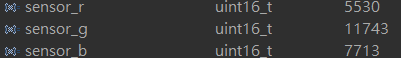 sensor_r uint16_t 5530
sensor_g uint16_t 11743
sensor_b uint16_t 7713